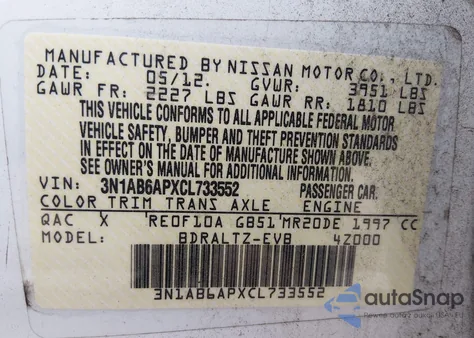 MANUFACTURED BY NISSAN MOTOR CO., LTD.
DATE: 05/12. GVWR: 3951 LBS
GAWR FR: 2227 LBS GAWR RR: 1810 LBS
THIS VEHICLE CONFORMS TO ALL APPLICABLE FEDERAL MOTOR
VEHICLE SAFETY, BUMPER AND THEFT PREVENTION STANDARDS
IN EFFECT ON THE DATE OF MANUFACTURE SHOWN ABOVE.
SEE OWNER'S MANUAL FOR ADDITIONAL INFORMATION.
VIN: 3N1AB6APXCL733552 PASSENGER CAR.
COLOR TRIM TRANS AXLE ENGINE
QAC X 'RE0F10A GB51'MR20DE 1997 CC
MODEL: BDRALTZ-EVB 4Z000
3N1AB6APXCL733552
autoSnap